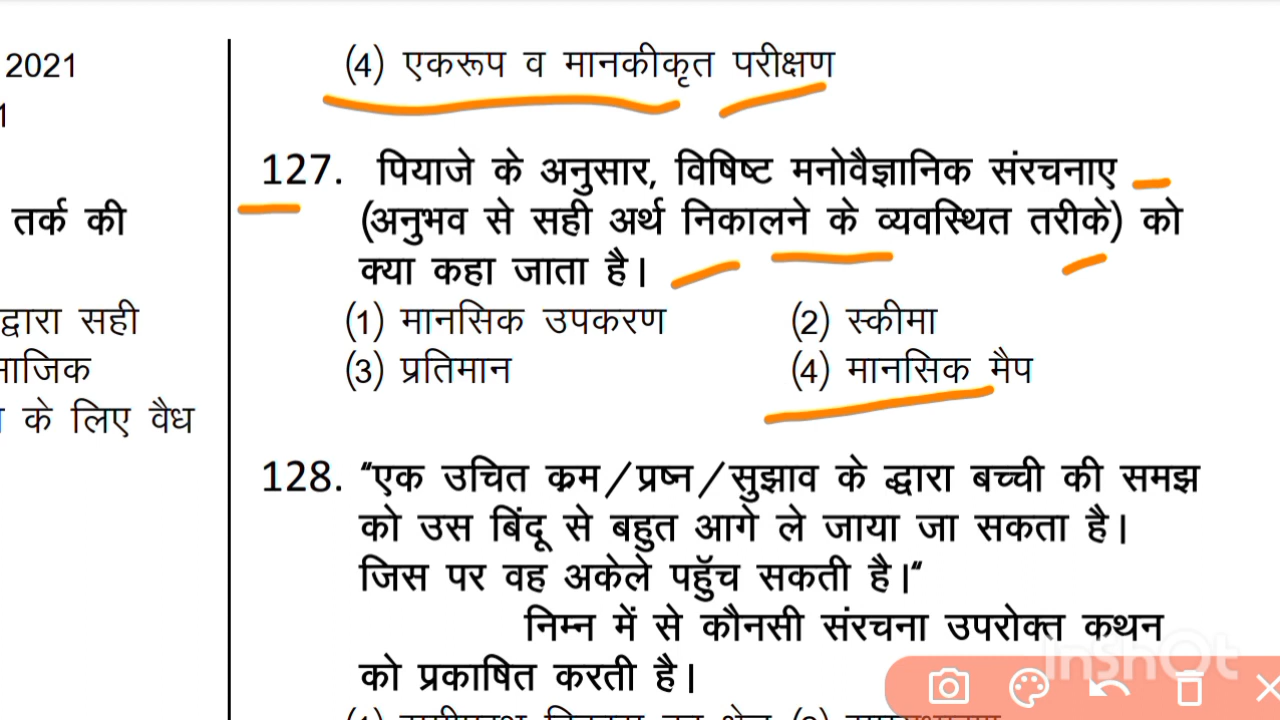 2021
(4) एकरूप व मानकीकृत परीक्षण
1
127. पियाजे के अनुसार, विषिष्ट मनोवैज्ञानिक संरचनाए
तर्क की
(अनुभव से सही अर्थ निकालने के व्यवस्थित तरीके) को
क्या कहा जाता है।
द्वारा सही
(1) मानसिक उपकरण (2) स्कीमा
माजिक
(3) प्रतिमान (4) मानसिक मैप
के लिए वैध
128. “एक उचित क्रम/प्रष्न/सुझाव के द्धारा बच्ची की समझ
को उस बिंदू से बहुत आगे ले जाया जा सकता है।
जिस पर वह अकेले पहुॅच सकती है।“
निम्न में से कौनसी संरचना उपरोक्त कथन
को प्रकाषित करती है।
InShOt